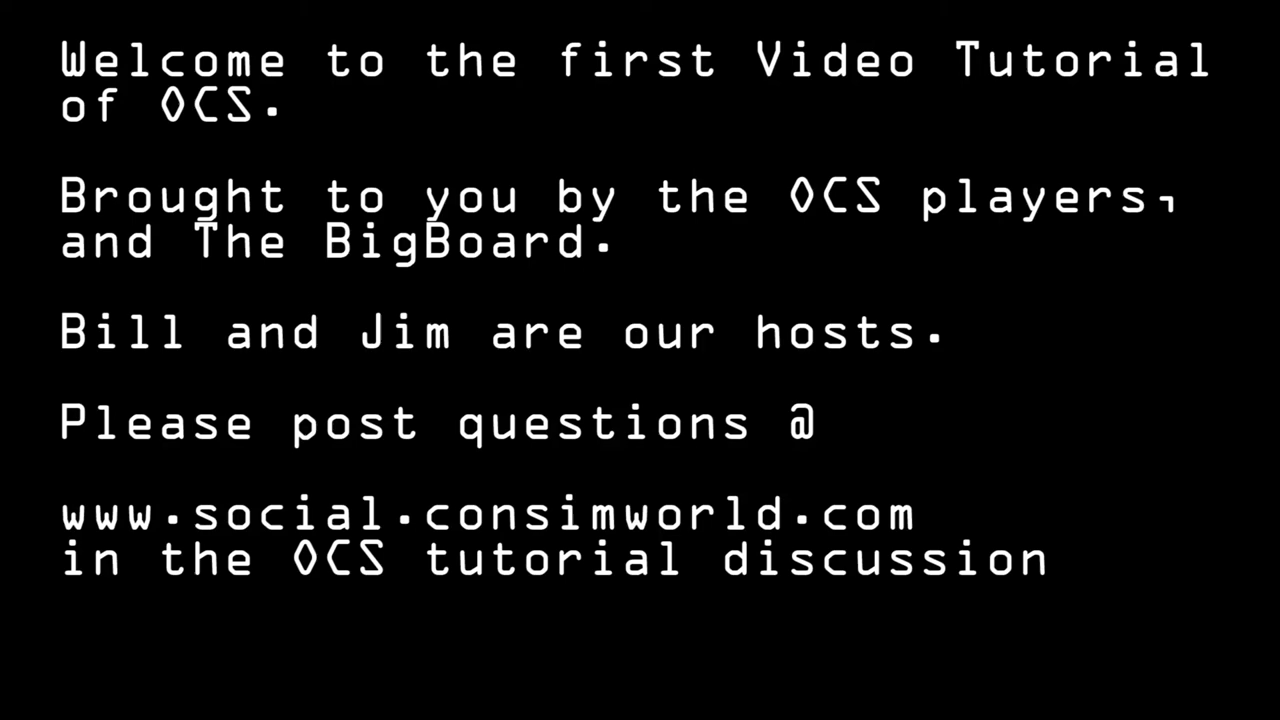 Welcome to the first Video Tutorial
of OCS.
Brought to you by the OCS players,
and The BigBoard.
Bill and Jim are our hosts.
Please post questions @
www.social.consimworld.com
in the OCS tutorial discussion